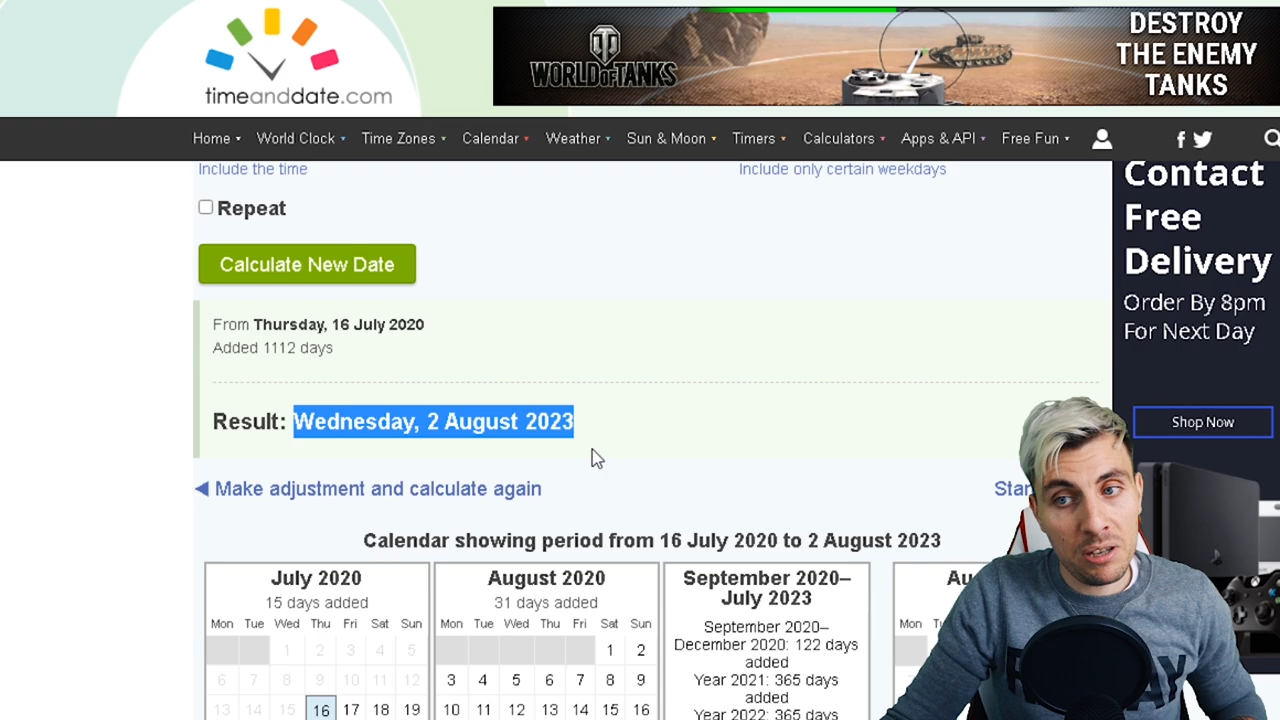 timeanddate.com
WORLD OF TANKS
DESTROY
THE ENEMY
TANKS
Home World Clock Time Zones Calendar Weather Sun & Moon Timers Calculators Apps & API Free Fun
Include the time
Include only certain weekdays
Repeat
Calculate New Date
From Thursday, 16 July 2020
Added 1112 days
Result: Wednesday, 2 August 2023
Make adjustment and calculate again
Contact
Free
Delivery
Order By 8pm
For Next Day
Shop Now
Calendar showing period from 16 July 2020 to 2 August 2023
July 2020
15 days added
Mon Tue Wed Thu Fri Sat Sun
1 2 3 4 5
6 7 8 9 10 11 12
13 14 15 16 17 18 19
August 2020
31 days added
Mon Tue Wed Thu Fri Sat Sun
1 2
3 4 5 6 7 8 9
10 11 12 13 14 15 16
September 2020–
July 2023
September 2020–
December 2020: 122 days
added
Year 2021: 365 days
added
Year 2022: 365 days
Mon